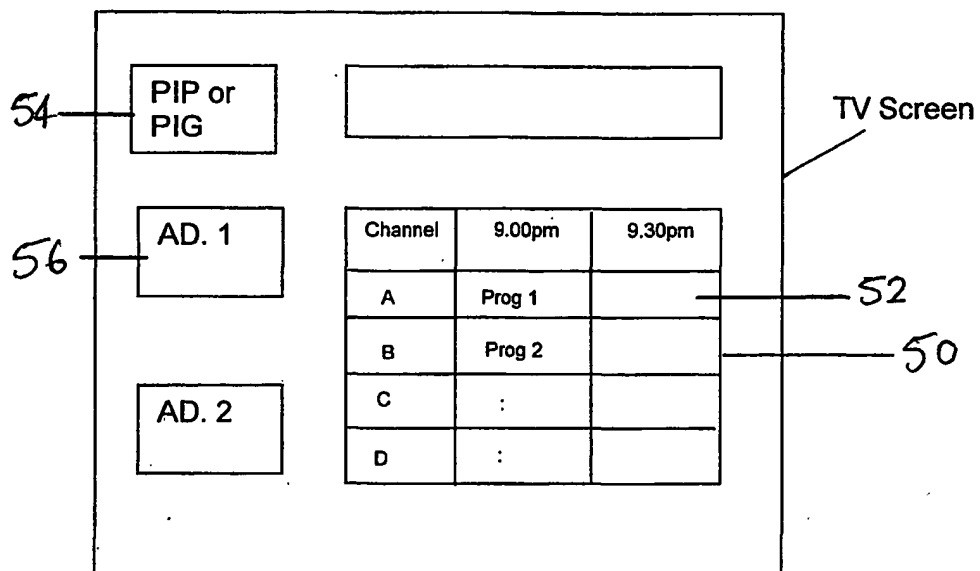 54
PIP or
PIG
TV Screen
56
AD. 1
Channel 9.00pm 9.30pm
A Prog 1
52
B Prog 2
50
C :
D :
AD. 2